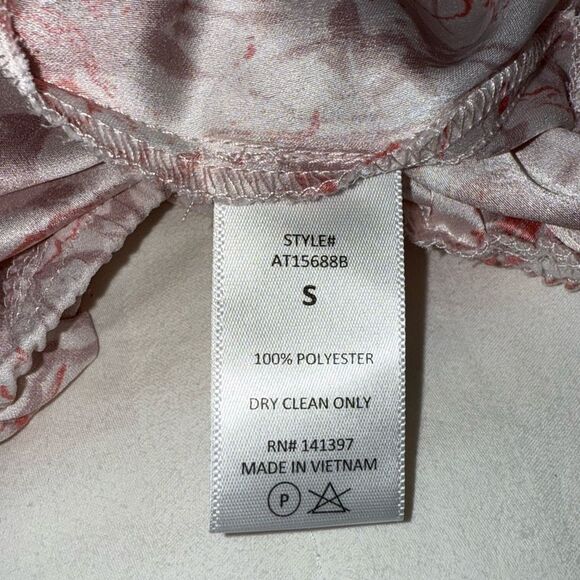 STYLE#
AT15688B
S
100% POLYESTER
DRY CLEAN ONLY
RN# 141397
MADE IN VIETNAM
P